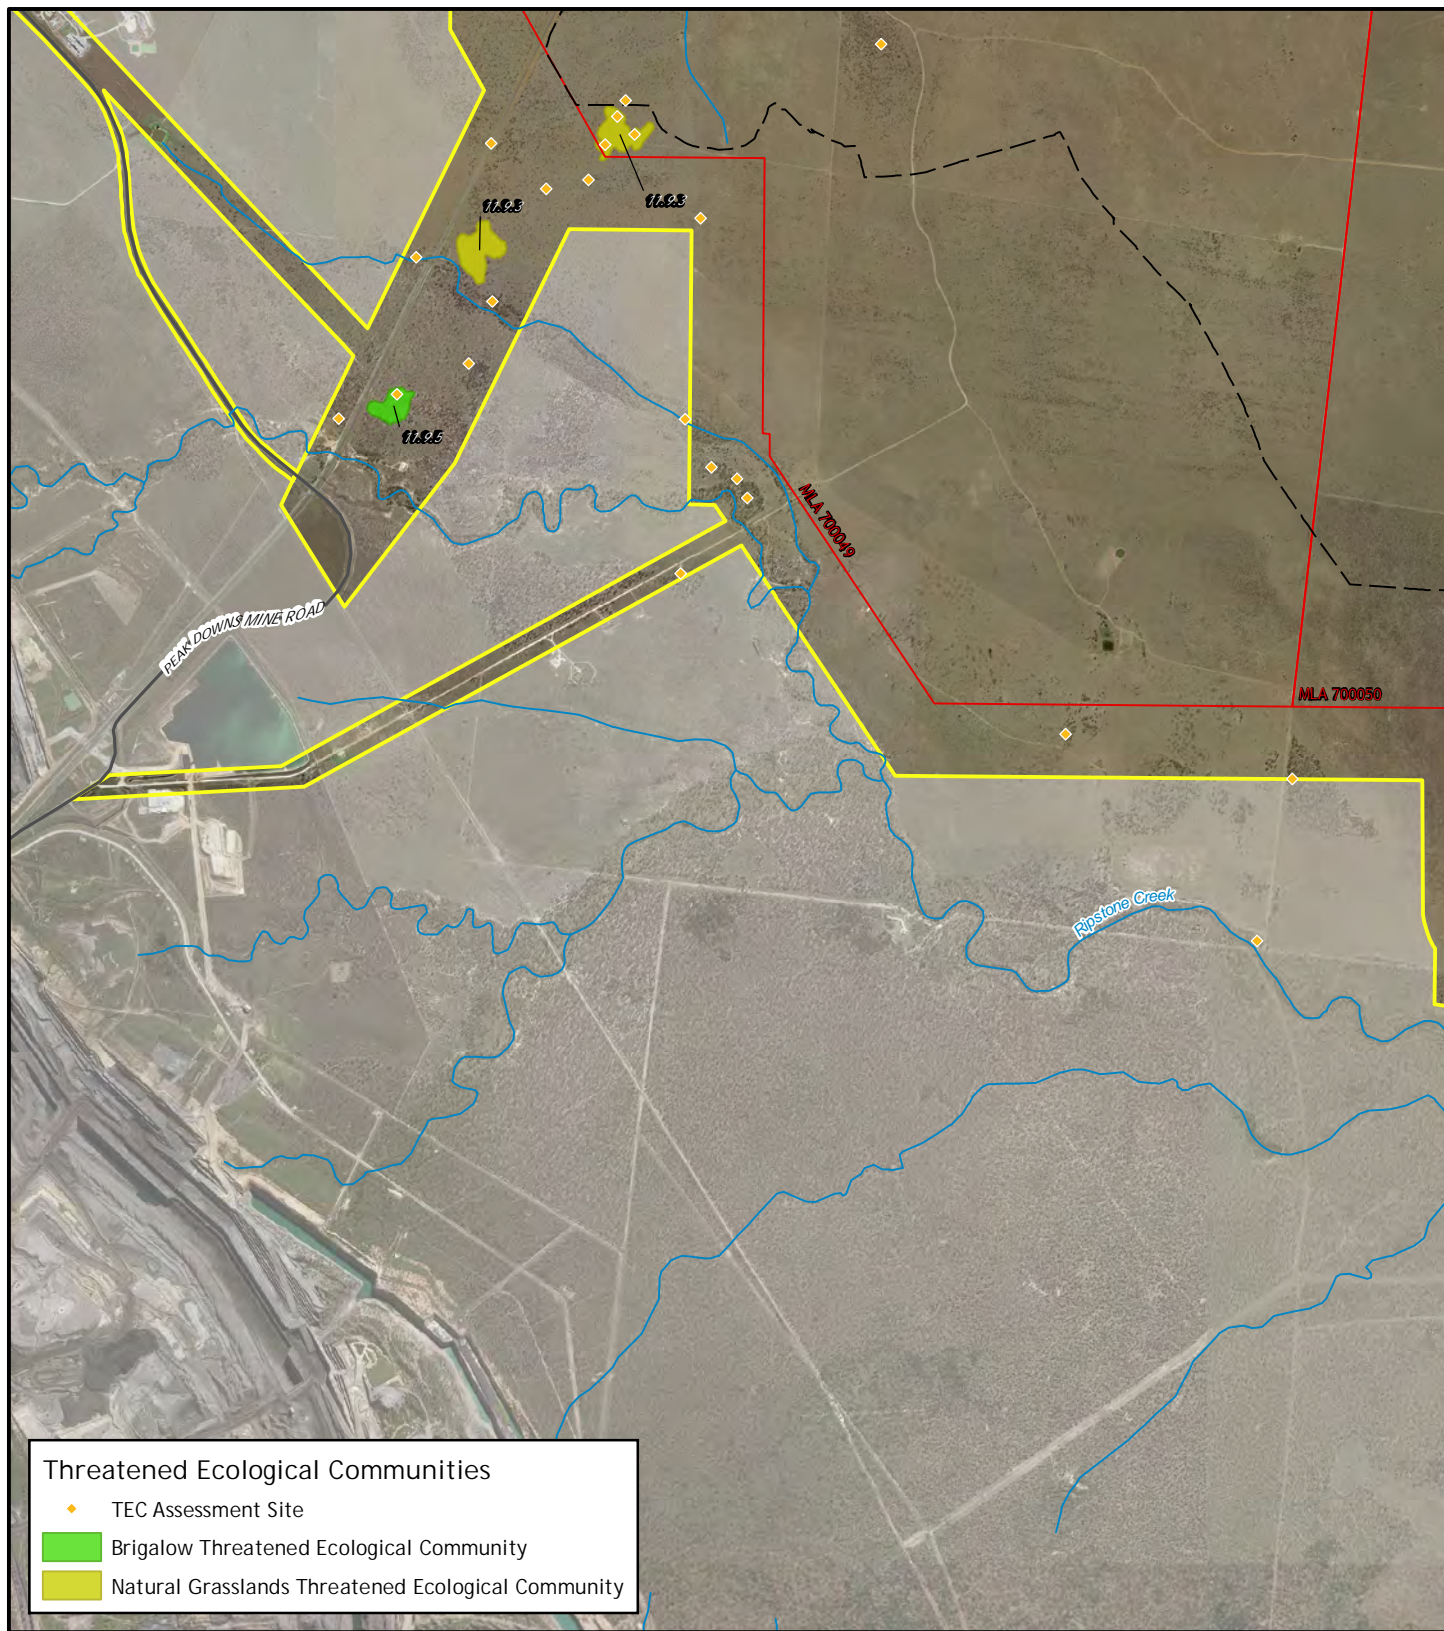 11.9.3
11.9.3
11.9.5
MLA 700049
PEAK DOWNS MINE ROAD
MLA 700050
Ripstone Creek
Threatened Ecological Communities
TEC Assessment Site
Brigalow Threatened Ecological Community
Natural Grasslands Threatened Ecological Community